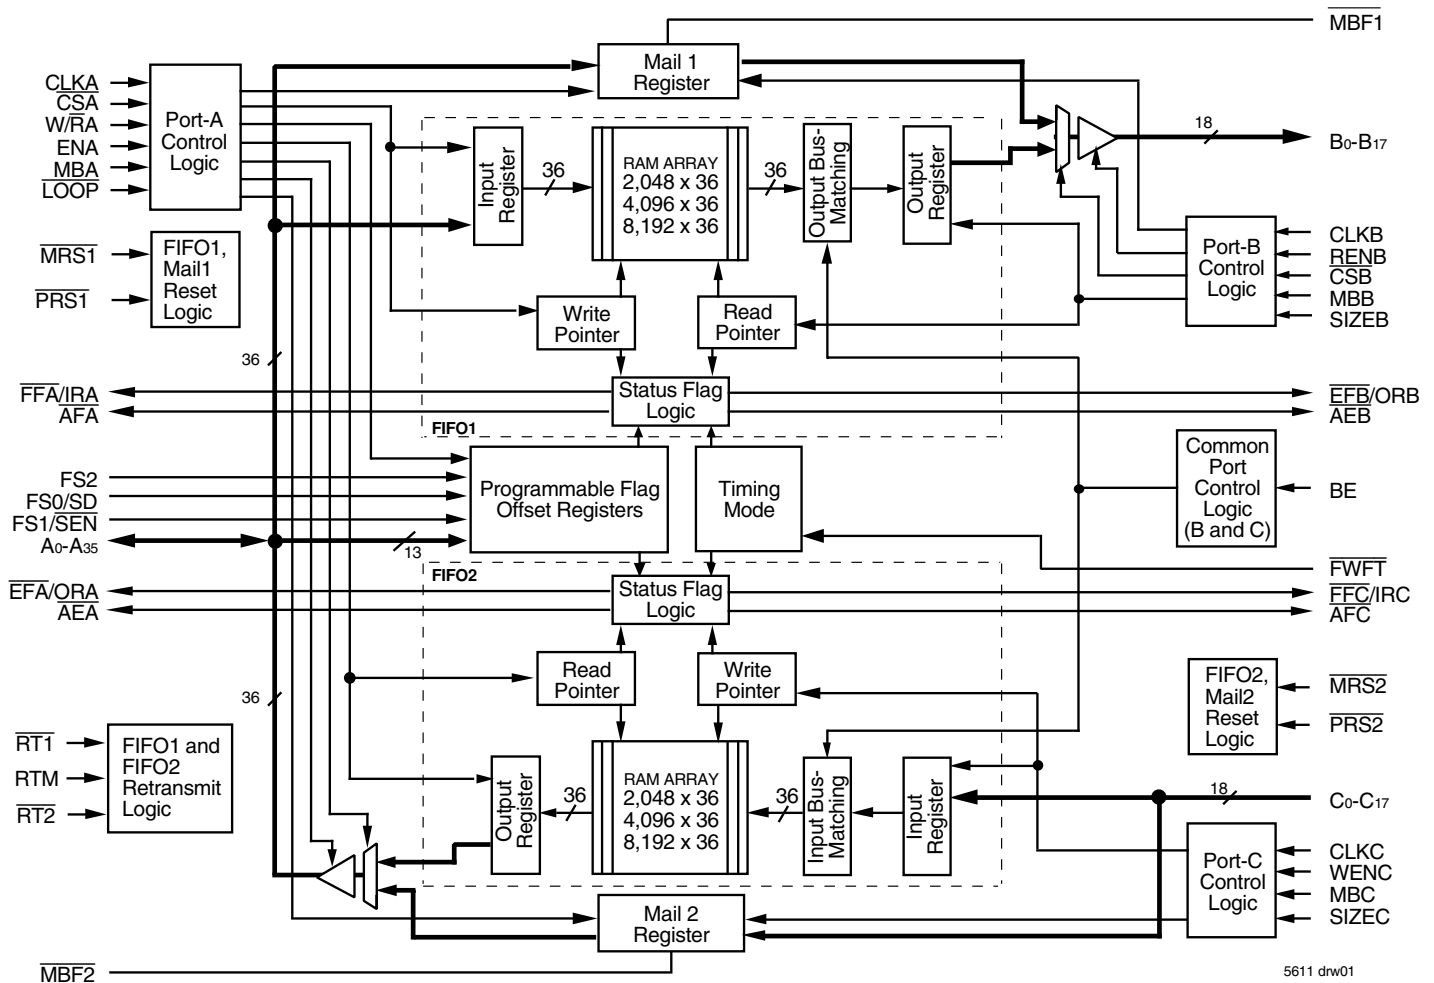 MBF1
Mail 1
Register
CLKA
CSA
W/RA
ENA
MBA
LOOP
Port-A
Control
Logic
36
Input
Register
RAM ARRAY
2,048 x 36
4,096 x 36
8,192 x 36
36
Output Bus-
Matching
Output
Register
18
B0-B17
MRS1
PRS1
FIFO1,
Mail1
Reset
Logic
Write
Pointer
Read
Pointer
Port-B
Control
Logic
CLKB
RENB
CSB
MBB
SIZEB
36
FFA/IRA
AFA
Status Flag
Logic
EFB/ORB
AEB
FIFO1
FS2
FS0/SD
FS1/SEN
A0-A35
13
Programmable Flag
Offset Registers
Timing
Mode
Common
Port
Control
Logic
(B and C)
BE
FIFO2
FWFT
EFA/ORA
AEA
Status Flag
Logic
FFC/IRC
AFC
Read
Pointer
Write
Pointer
FIFO2,
Mail2
Reset
Logic
MRS2
PRS2
36
RT1
RTM
RT2
FIFO1 and
FIFO2
Retransmit
Logic
Output
Register
36
RAM ARRAY
2,048 x 36
4,096 x 36
8,192 x 36
36
Input Bus-
Matching
Input
Register
18
C0-C17
Port-C
Control
Logic
CLKC
WENC
MBC
SIZEC
Mail 2
Register
MBF2
5611 drw01